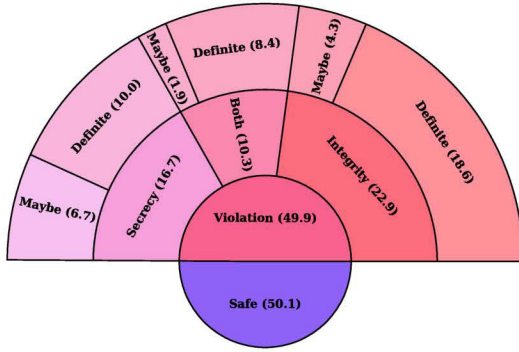 Maybe (4.3)
Definite (8.4)
Maybe (1.9)
Definite (10.0)
Definite (18.6)
Both (10.3)
Maybe (6.7)
Secrecy (16.7)
Integrity (22.9)
Violation (49.9)
Safe (50.1)